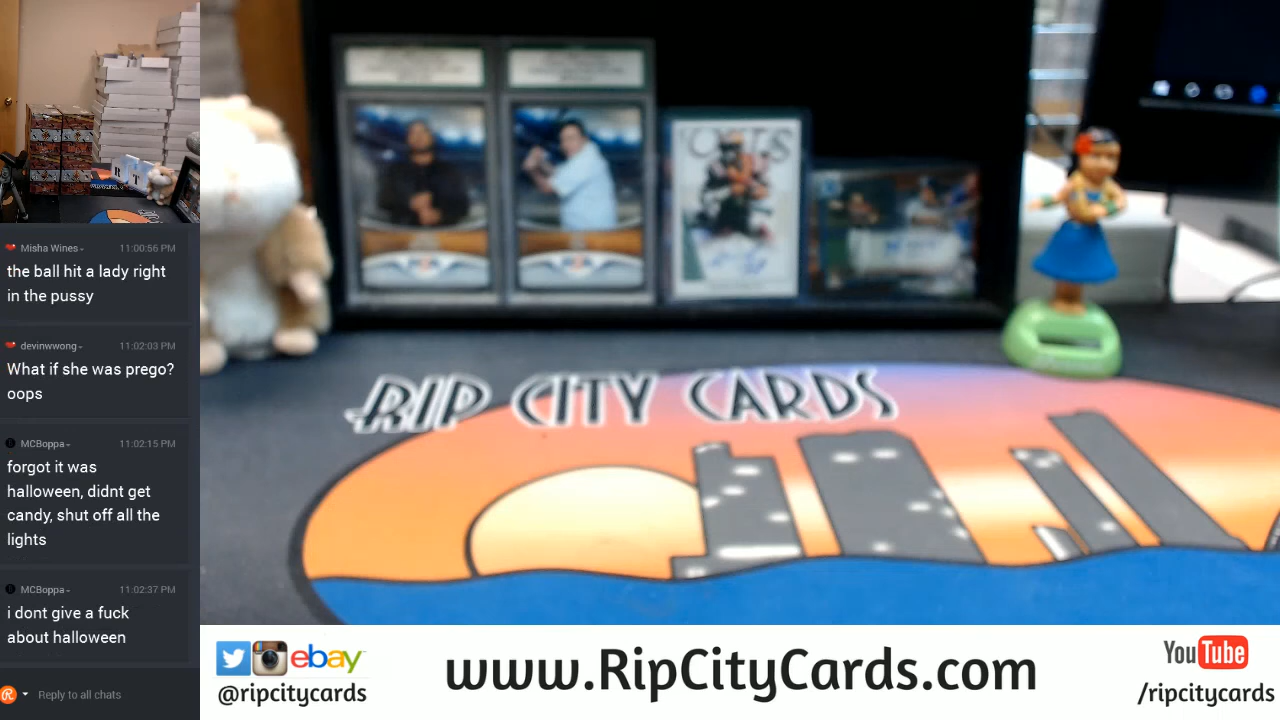 Misha Wines 11:00:56 PM
the ball hit a lady right
in the pussy
devinwwong 11:02:03 PM
What if she was prego?
oops
MCBoppa 11:02:15 PM
forgot it was
halloween, didnt get
candy, shut off all the
lights
MCBoppa 11:02:37 PM
i dont give a fuck
about halloween
Reply to all chats
RIP CITY CARDS
ebay
@ripcitycards
www.RipCityCards.com
YouTube
/ripcitycards